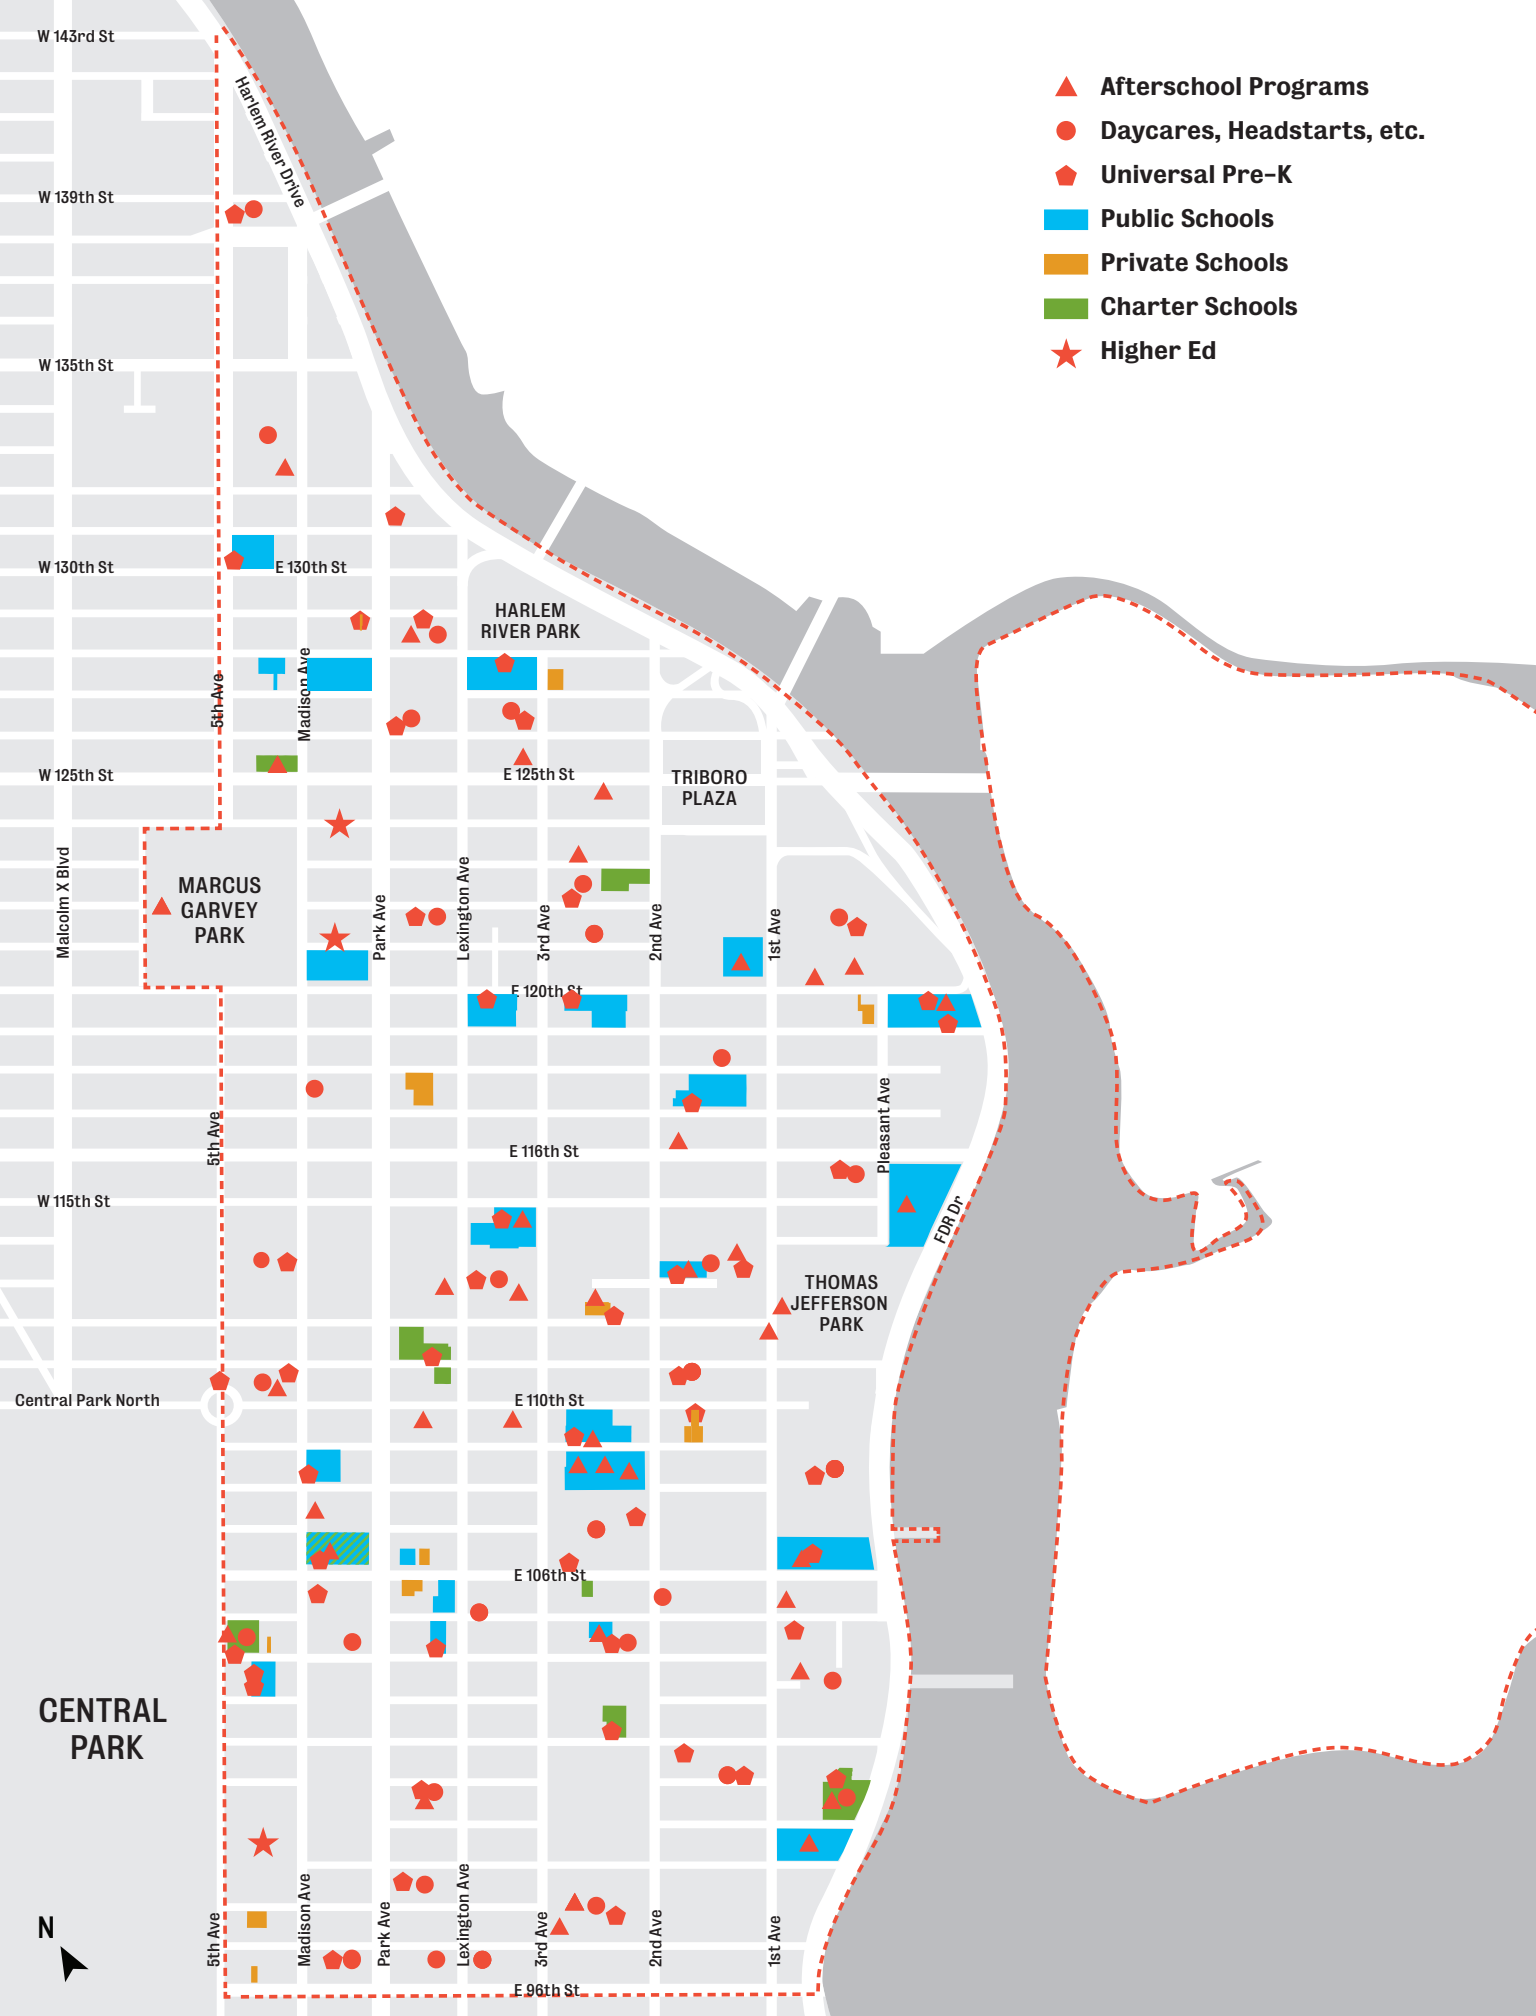 W 143rd St
Harlem River Drive
Afterschool Programs
Daycares, Headstarts, etc.
Universal Pre-K
Public Schools
Private Schools
Charter Schools
Higher Ed
W 139th St
W 135th St
W 130th St
E 130th St
HARLEM
RIVER PARK
5th Ave
Madison Ave
W 125th St
E 125th St
TRIBORO
PLAZA
Malcolm X Blvd
MARCUS
GARVEY
PARK
Park Ave
Lexington Ave
3rd Ave
2nd Ave
1st Ave
E 120th St
5th Ave
Pleasant Ave
E 116th St
W 115th St
FDR Dr
THOMAS
JEFFERSON
PARK
Central Park North
E 110th St
E 106th St
CENTRAL
PARK
N
5th Ave
Madison Ave
Park Ave
Lexington Ave
3rd Ave
2nd Ave
1st Ave
E 96th St